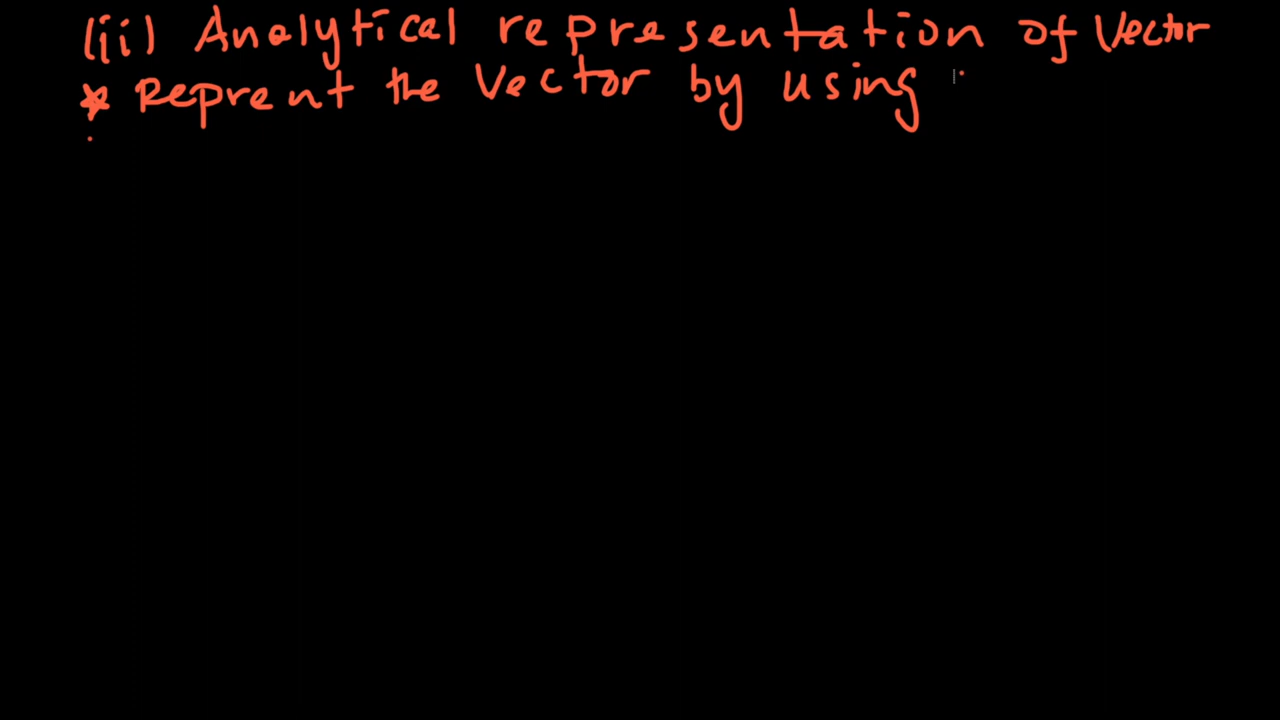 (ii) Analytical representation of Vector
* Reprent the Vector by using